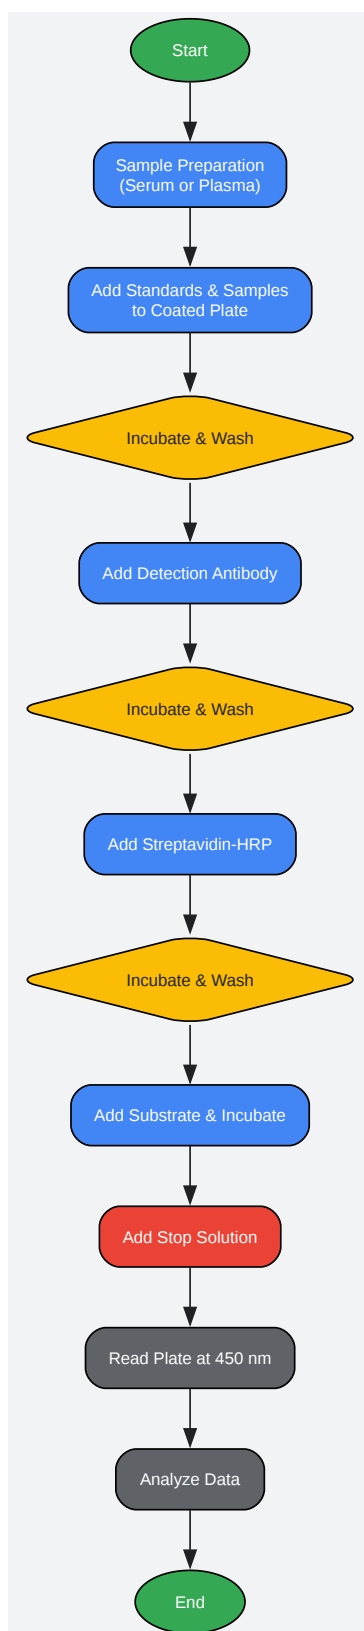 Start
Sample Preparation
(Serum or Plasma)
Add Standards & Samples
to Coated Plate
Incubate & Wash
Add Detection Antibody
Incubate & Wash
Add Streptavidin-HRP
Incubate & Wash
Add Substrate & Incubate
Add Stop Solution
Read Plate at 450 nm
Analyze Data
End